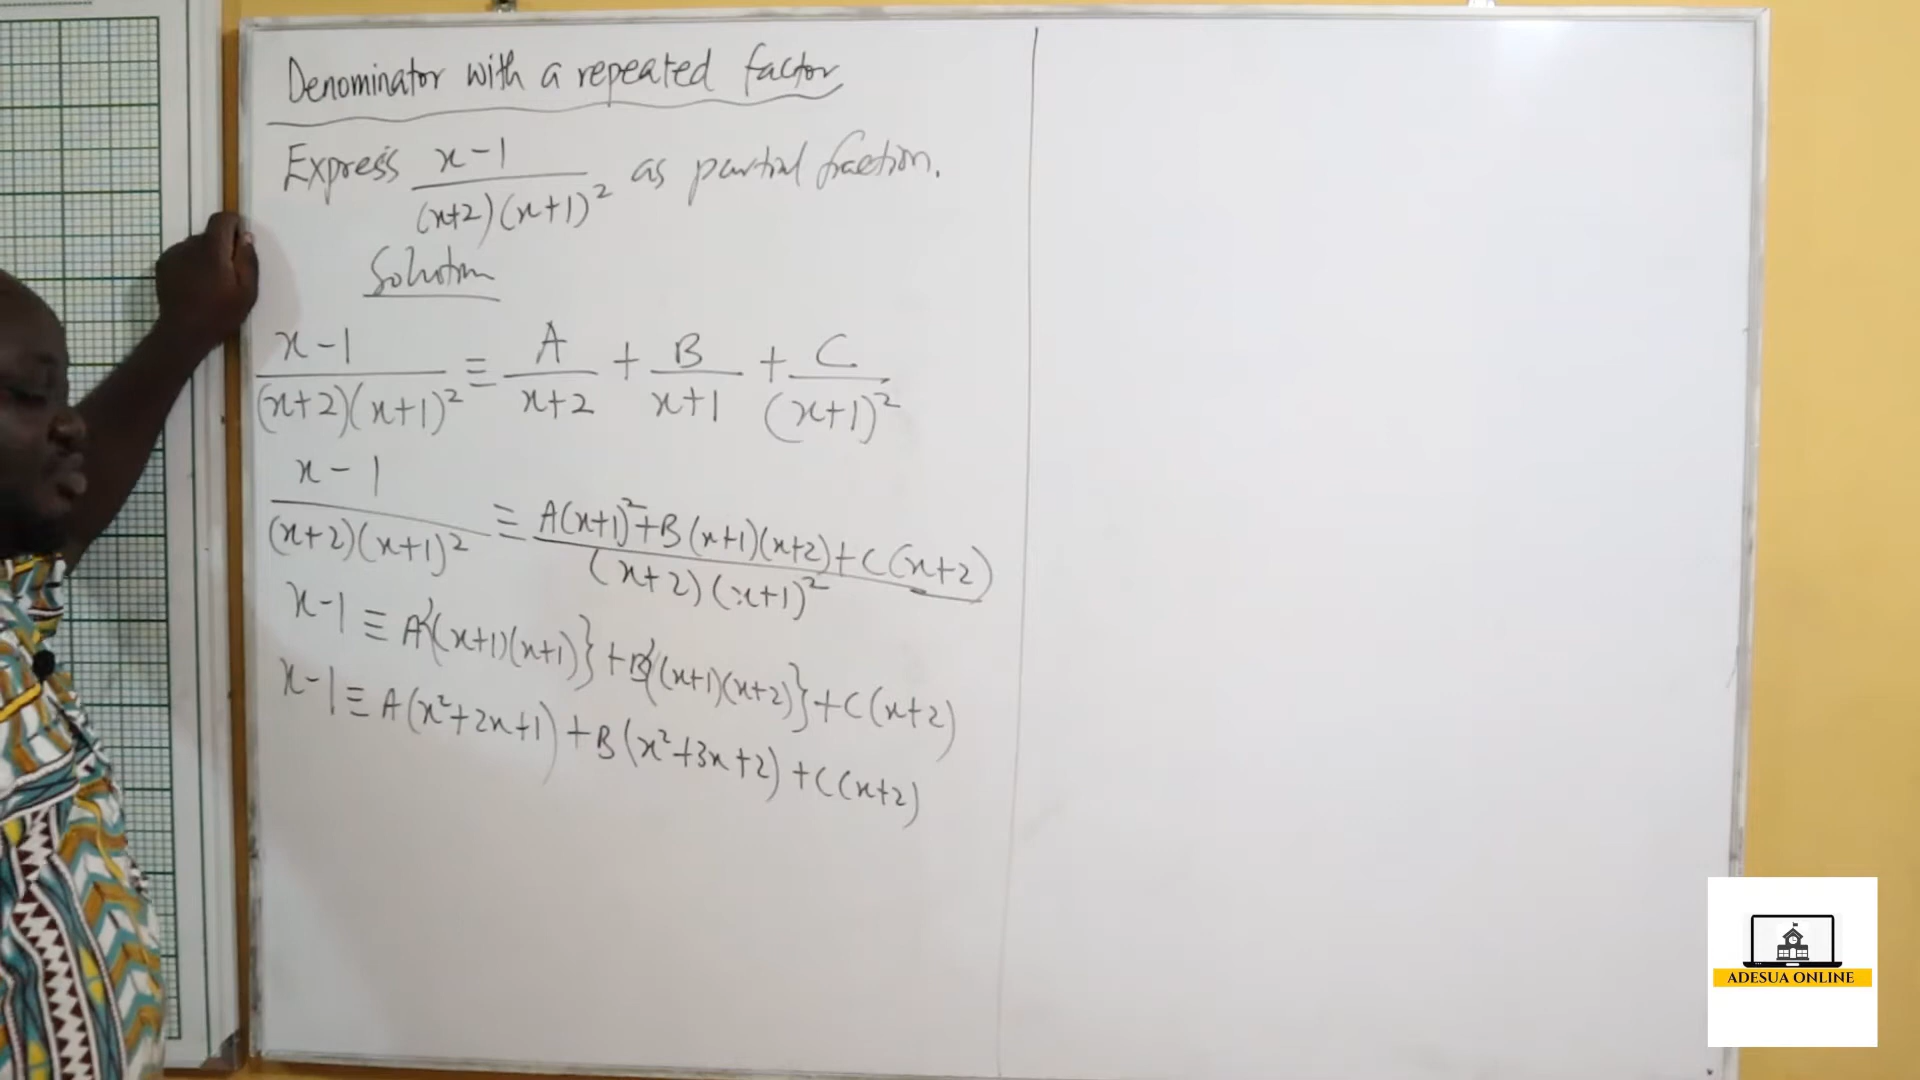 Denominator with a repeated factor
Express x-1/(x+2)(x+1)² as partial fraction.
Solution
x-1/(x+2)(x+1)² ≡ A/x+2 + B/x+1 + C/(x+1)²
x-1/(x+2)(x+1)² ≡ A(x+1)²+B(x+1)(x+2)+C(x+2)/(x+2)(x+1)²
x-1 ≡ A{(x+1)(x+1)}+B{(x+1)(x+2)}+C(x+2)
x-1 ≡ A(x²+2x+1)+B(x²+3x+2)+C(x+2)
ADESUA ONLINE